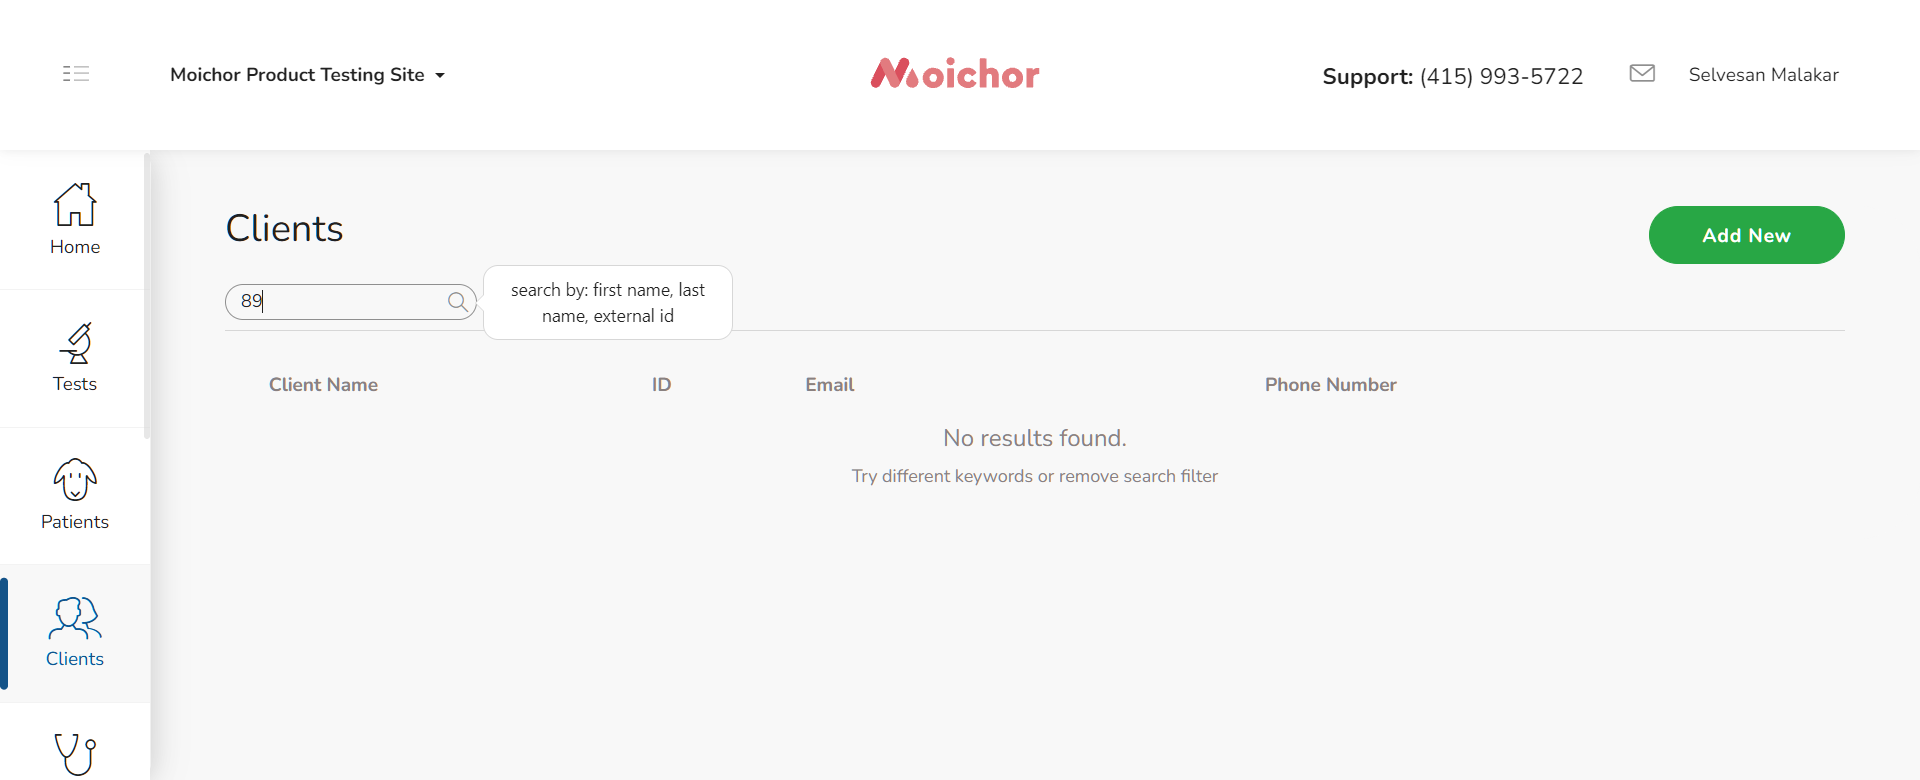 Moichor Product Testing Site
Moichor
Support: (415) 993-5722
Selvesan Malakar
Home
Tests
Patients
Clients
Clients
Add New
89
search by: first name, last
name, external id
Client Name ID Email Phone Number
No results found.
Try different keywords or remove search filter